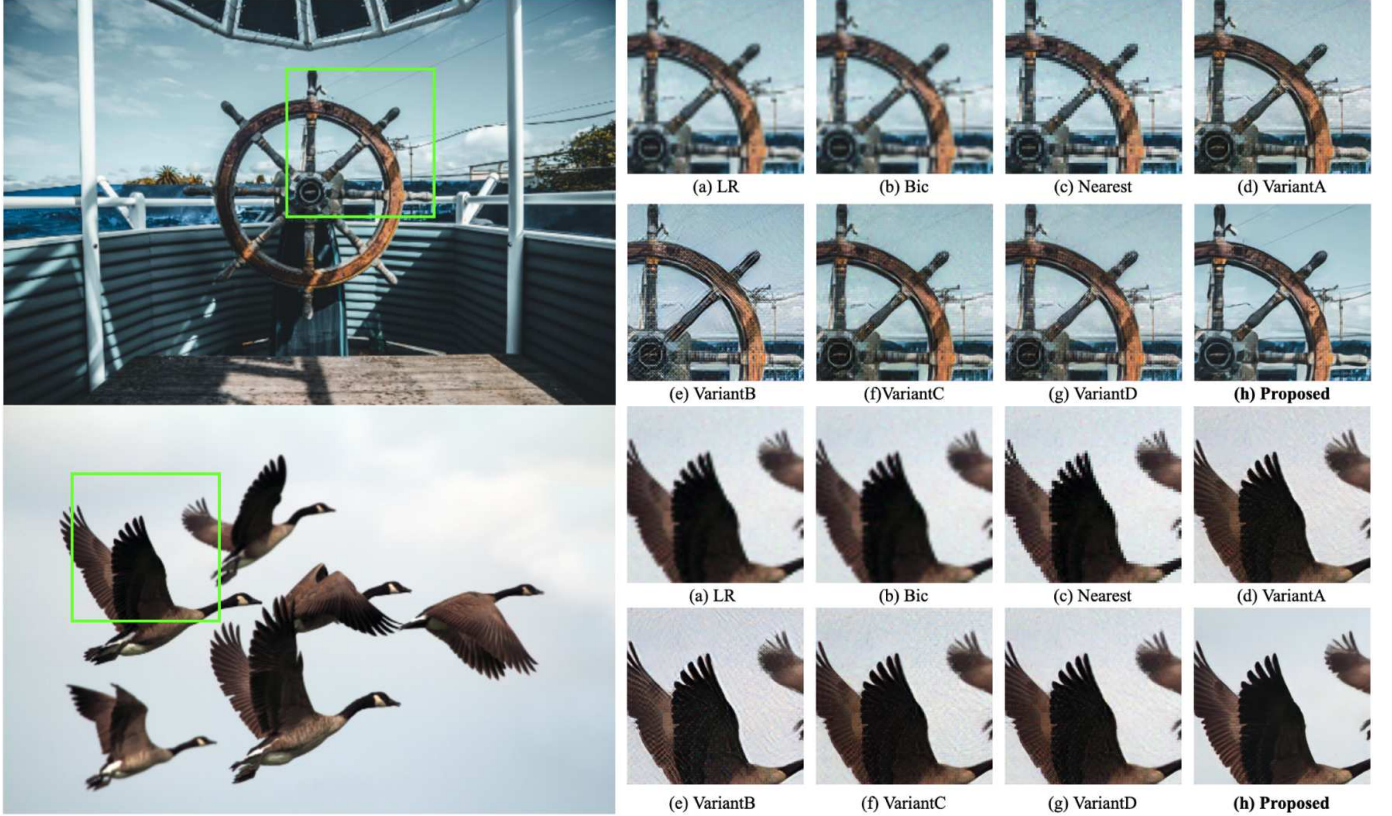 (a) LR (b) Bic (c) Nearest (d) VariantA
(e) VariantB (f)VariantC (g) VariantD (h) Proposed
(a) LR (b) Bic (c) Nearest (d) VariantA
(e) VariantB (f) VariantC (g) VariantD (h) Proposed